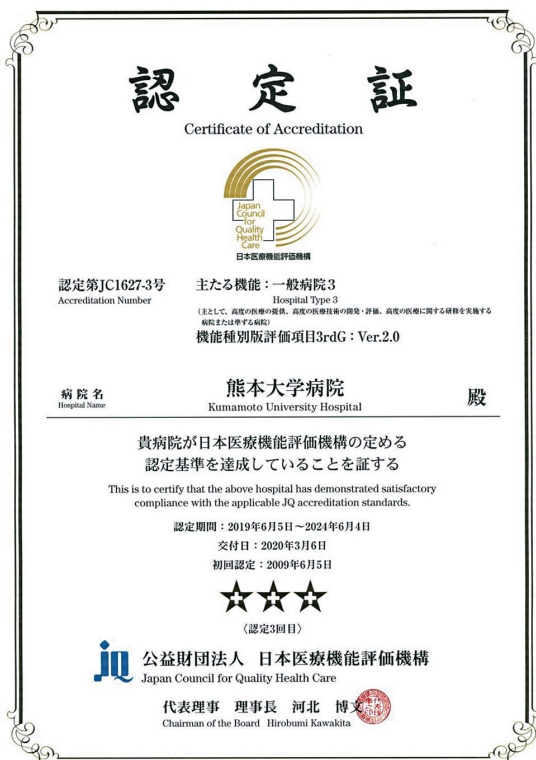 認定証
Certificate of Accreditation
Japan
Council
for
Quality
Health
Care
日本医療機能評価機構
認定第JC1627-3号
Accreditation Number
主たる機能：一般病院3
Hospital Type 3
（主として、高度の医療の提供、高度の医療技術の開発・評価、高度の医療に関する研修を実施する
病院または準ずる病院）
機能種別版評価項目3rdG：Ver.2.0
病院名
Hospital Name
熊本大学病院
Kumamoto University Hospital
殿
貴病院が日本医療機能評価機構の定める
認定基準を達成していることを証する
This is to certify that the above hospital has demonstrated satisfactory
compliance with the applicable JQ accreditation standards.
認定期間：2019年6月5日～2024年6月4日
交付日：2020年3月6日
初回認定：2009年6月5日
〈認定3回目〉
jQ
公益財団法人 日本医療機能評価機構
Japan Council for Quality Health Care
代表理事 理事長 河北 博文
Chairman of the Board Hirobumi Kawakita